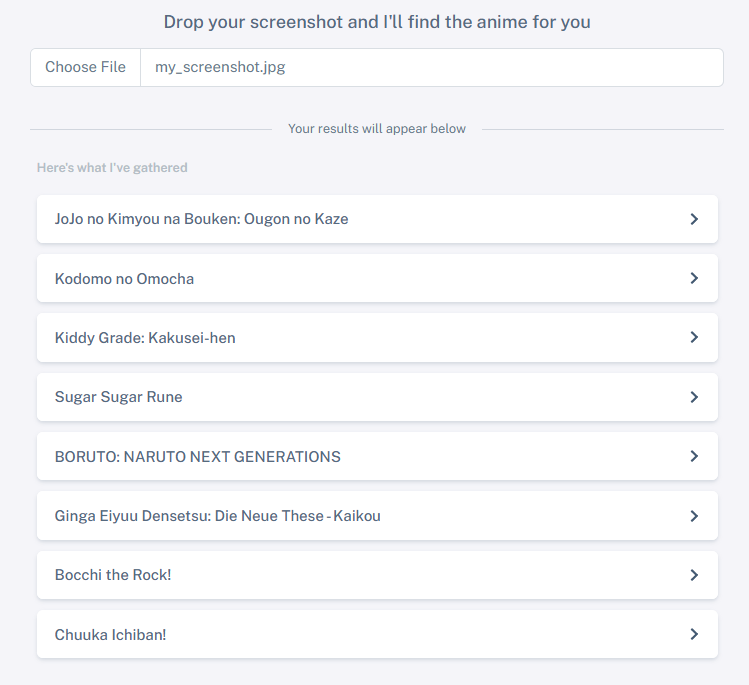 Drop your screenshot and I'll find the anime for you
Choose File my_screenshot.jpg
Your results will appear below
Here's what I've gathered
JoJo no Kimyou na Bouken: Ougon no Kaze
Kodomo no Omocha
Kiddy Grade: Kakusei-hen
Sugar Sugar Rune
BORUTO: NARUTO NEXT GENERATIONS
Ginga Eiyuu Densetsu: Die Neue These - Kaikou
Bocchi the Rock!
Chuuka Ichiban!